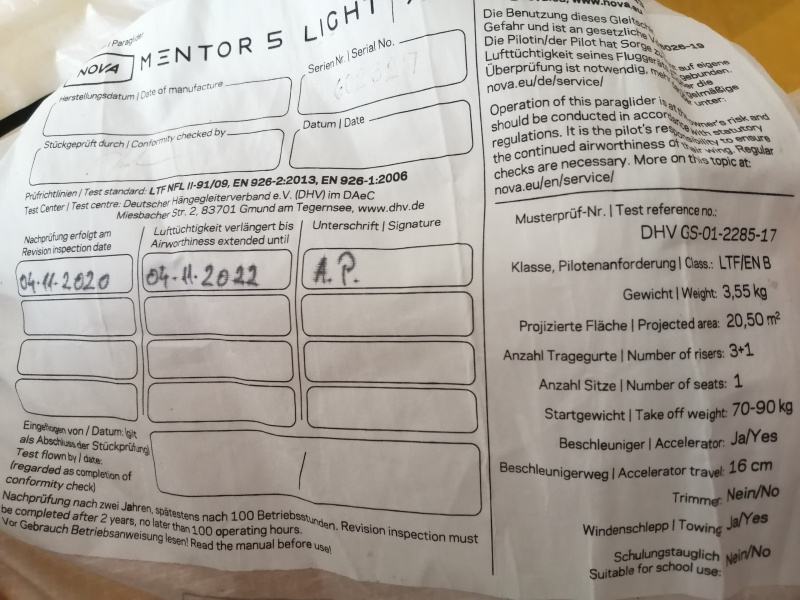 Paraglider
NOVA MENTOR 5 LIGHT
Herstellungsdatum / Date of manufacture
Serien Nr. | Serial No.
Stückgeprüft durch | Conformity checked by
Datum | Date
Prüfrichtlinien | Test standard: LTF NFL II-91/09, EN 926-2:2013, EN 926-1:2006
Test Center | Test centre: Deutscher Hängegleiterverband e.V. (DHV) im DAeC
Miesbacher Str. 2, 83701 Gmund am Tegernsee, www.dhv.de
Nachprüfung erfolgt am
Revision inspection date
Lufttüchtigkeit verlängert bis
Airworthiness extended until
Unterschrift | Signature
04.11.2020 04.11.2022 A.P.
Eingeflogen von / Datum:
als Abschluss der Stückprüfung)
Test flown by | date:
(regarded as completion of
conformity check)
Nachprüfung nach zwei Jahren, spätestens nach 100 Betriebsstunden. Revision inspection must
be completed after 2 years, no later than 100 operating hours.
Vor Gebrauch Betriebsanweisung lesen! Read the manual before use!
www.nova.eu
Die Benutzung dieses
Gefahr und ist an gesetzliche
Die Pilotin/der Pilot hat Sorge auf eigene
Lufttüchtigkeit seines gebunden.
Überprüfung ist notwendig,
nova.eu/de/service/ unter:
Operation of this paraglider is at owner's risk and
should be conducted in with statutory
regulations. It is the pilot's to ensure
the continued airworthiness of wing. Regular
checks are necessary. More on this topic at:
nova.eu/en/service/
Musterprüf-Nr. | Test reference no.:
DHV GS-01-2285-17
Klasse, Pilotenanforderung | Class.: LTF/EN B
Gewicht | Weight: 3,55 kg
Projizierte Fläche | Projected area: 20,50 m²
Anzahl Tragegurte | Number of risers: 3+1
Anzahl Sitze | Number of seats: 1
Startgewicht | Take off weight: 70-90 kg
Beschleuniger | Accelerator: Ja/Yes
Beschleunigerweg | Accelerator travel: 16 cm
Trimmer: Nein/No
Windenschlepp | Towing Ja/Yes
Schulungstauglich Nein/No
Suitable for school use: